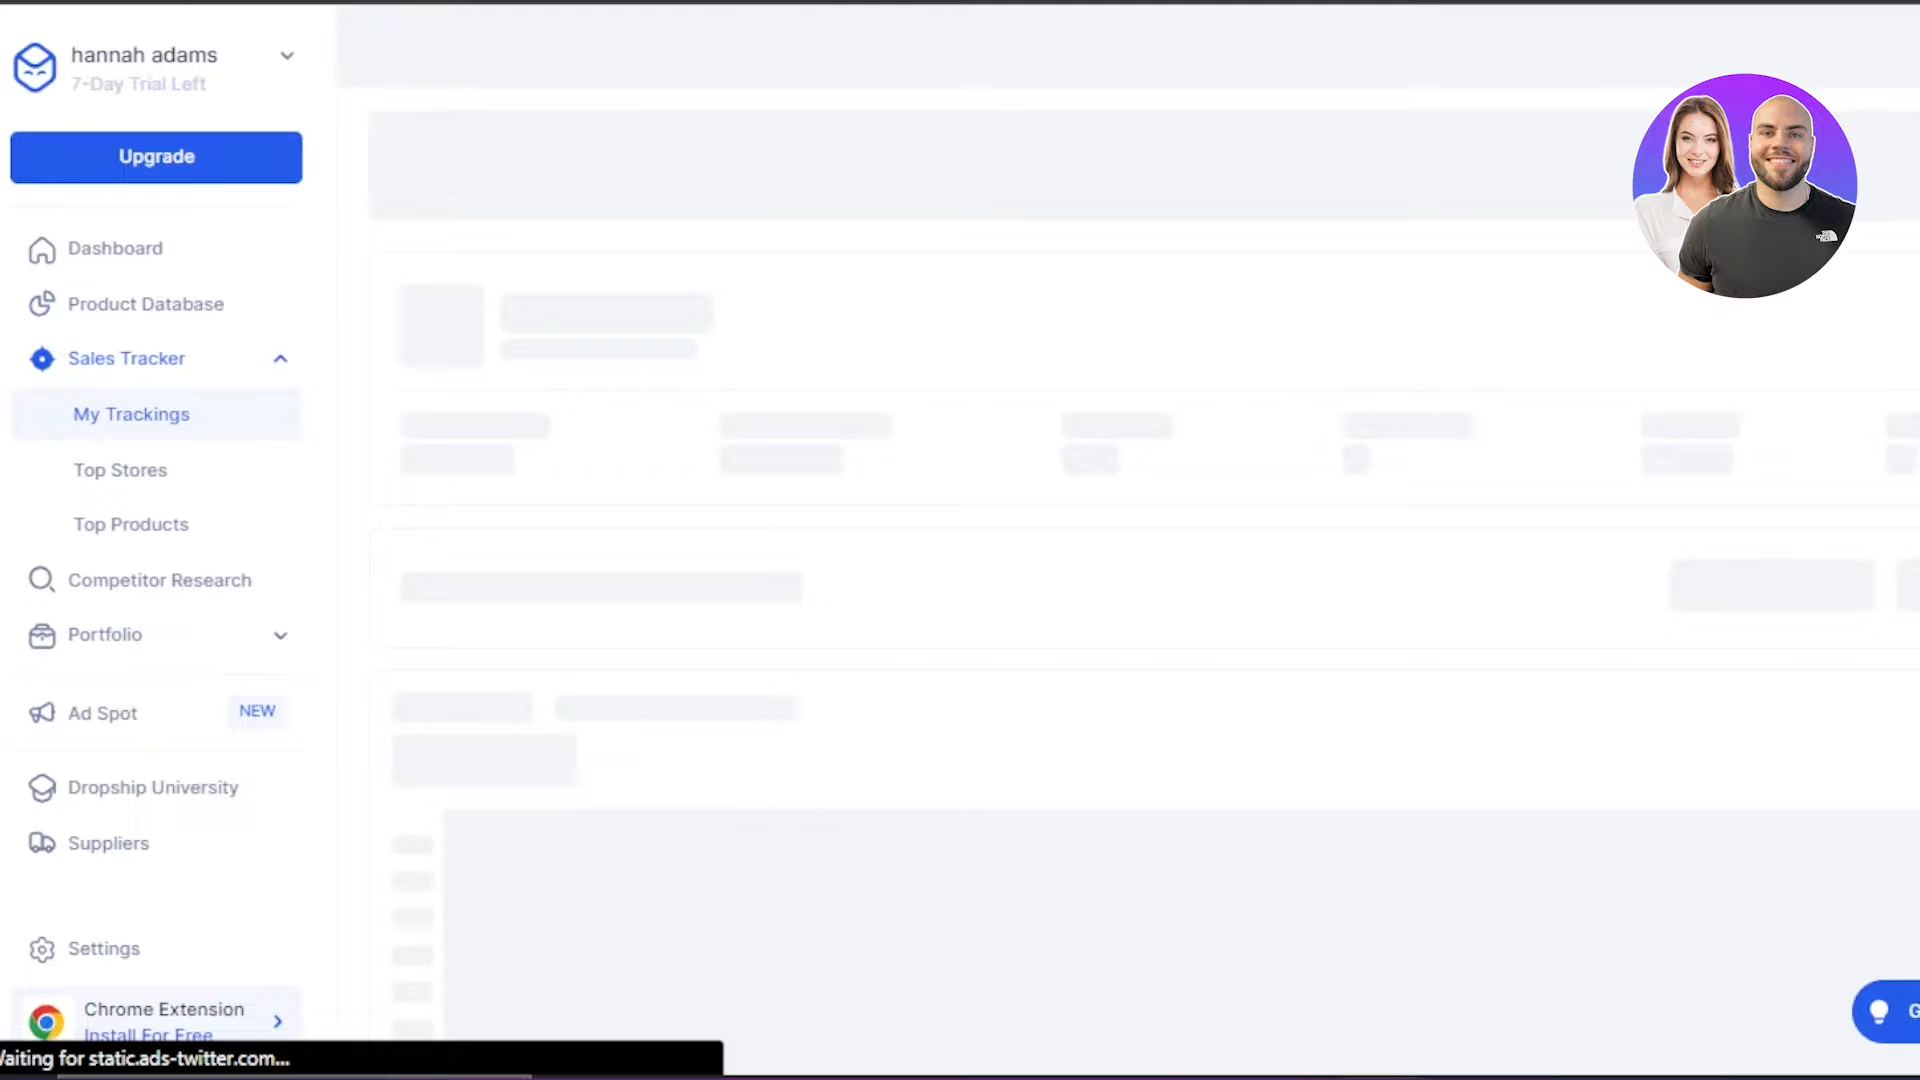 hannah adams
7-Day Trial Left
Upgrade
Dashboard
Product Database
Sales Tracker
My Trackings
Top Stores
Top Products
Competitor Research
Portfolio
Ad Spot
NEW
Dropship University
Suppliers
Settings
Chrome Extension
Install For Free
Waiting for static.ads-twitter.com...
G